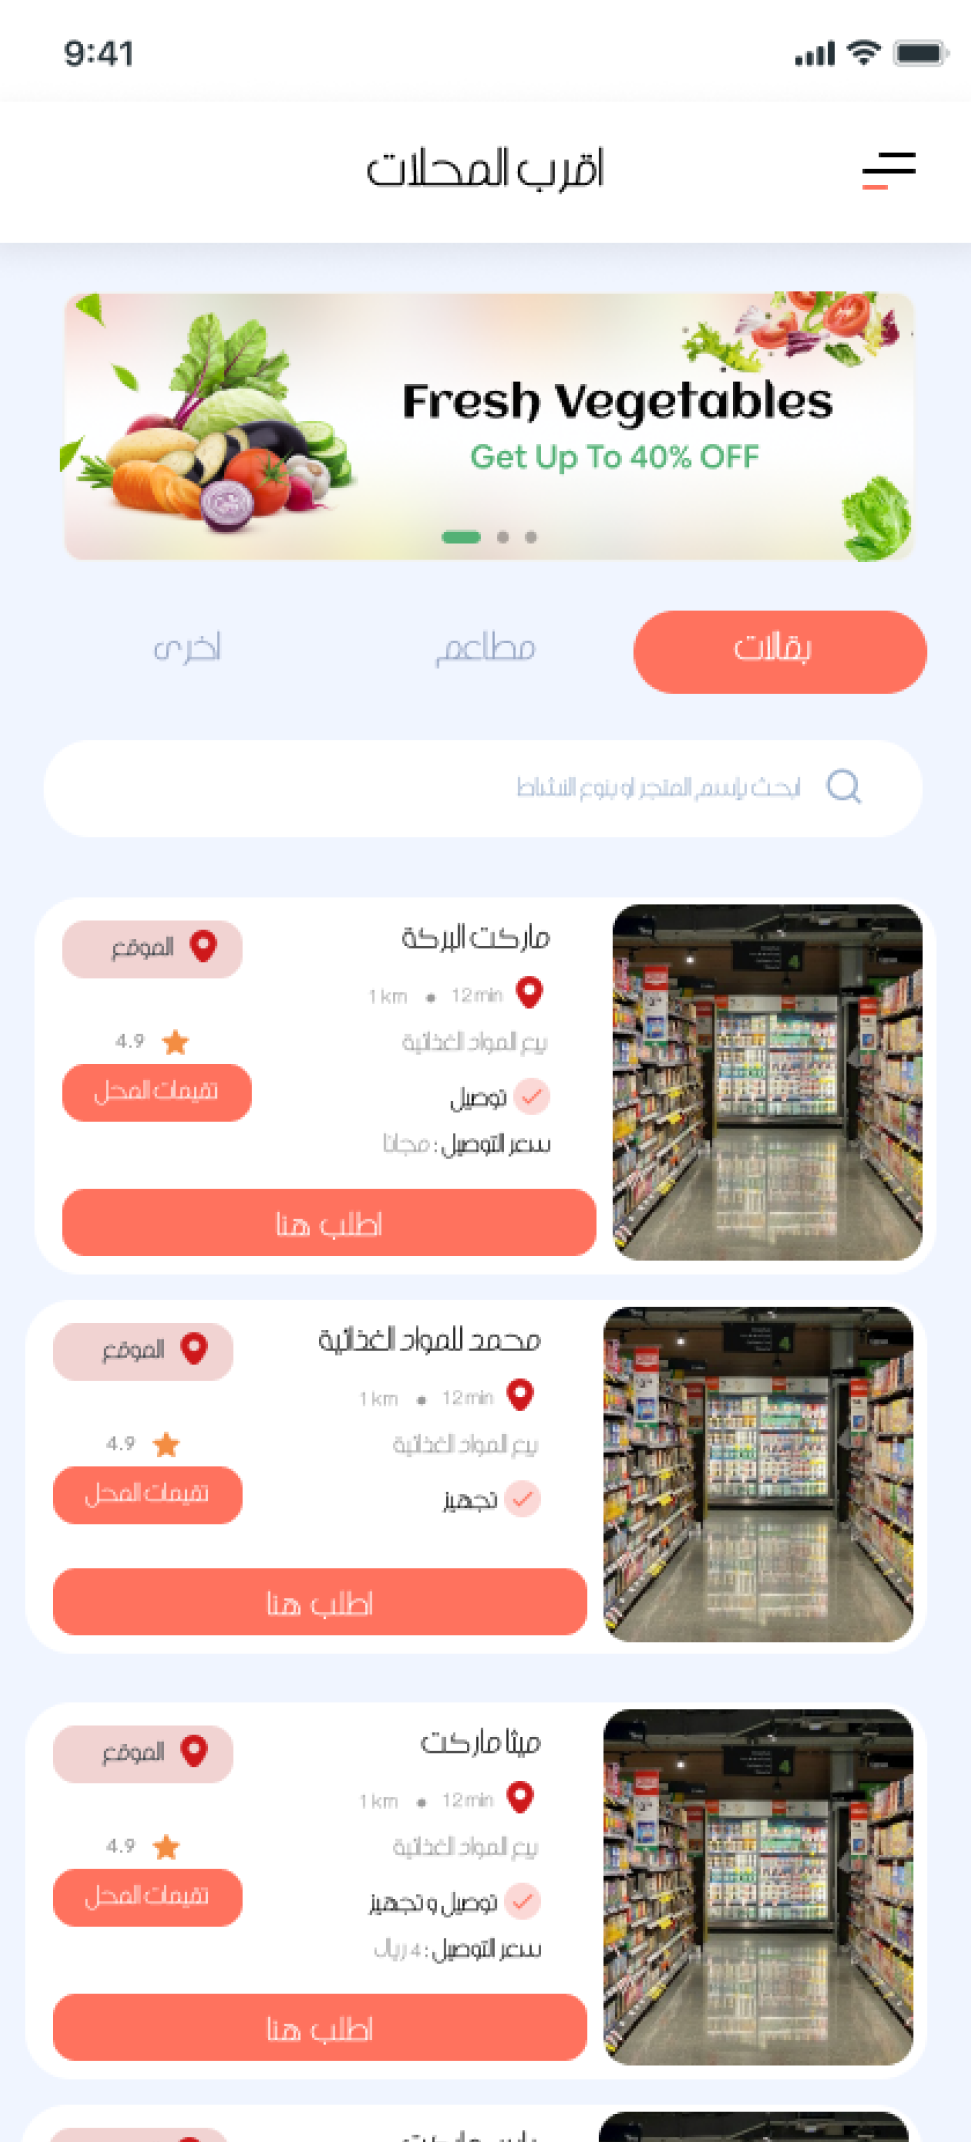 9:41
اقرب المحلات
Fresh Vegetables
Get Up To 40% OFF
بقالات
مطاعم
اخرى
ابحث بإسم المتجر او بنوع النشاط
ماركت البركة
الموقع
12 min • 1 km
بيع المواد الغذائية
4.9
توصيل
تقيمات المحل
سعر التوصيل : مجانا
اطلب هنا
4
محمد للمواد الغذائية
الموقع
12 min • 1 km
بيع المواد الغذائية
4.9
تجهيز
تقيمات المحل
اطلب هنا
4
ميثا ماركت
الموقع
12 min • 1 km
بيع المواد الغذائية
4.9
توصيل و تجهيز
تقيمات المحل
سعر التوصيل : 4 ريال
اطلب هنا
4